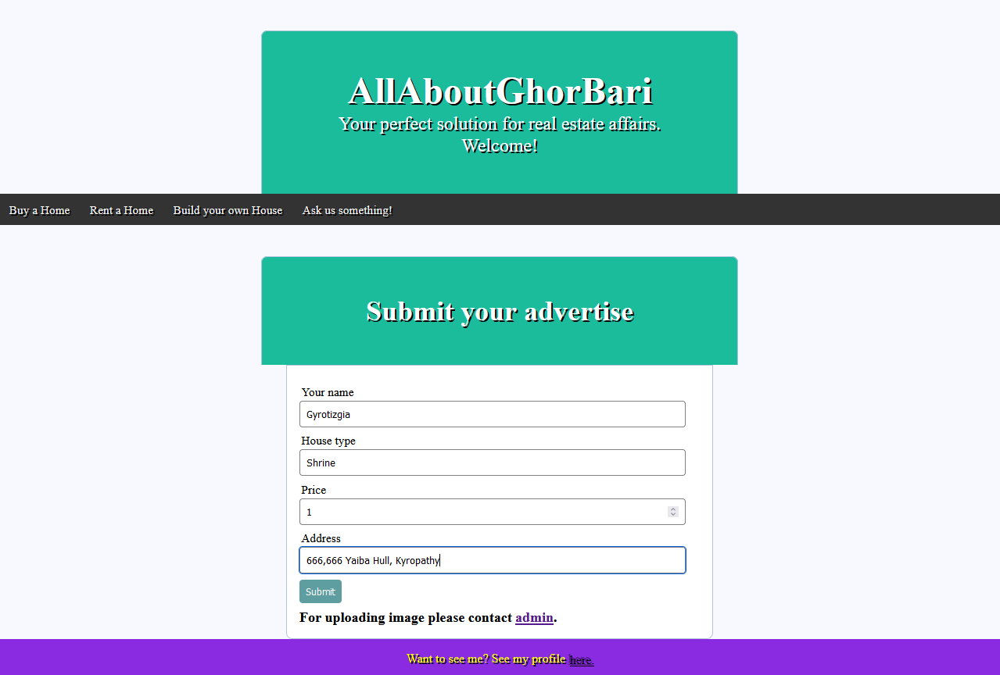 AllAboutGhorBari
Your perfect solution for real estate affairs.
Welcome!
Buy a Home Rent a Home Build your own House Ask us something!
Submit your advertise
Your name
Gyrotizgia
House type
Shrine
Price
1
Address
666,666 Yaiba Hull, Kyropathy
Submit
For uploading image please contact admin.
Want to see me? See my profile here.